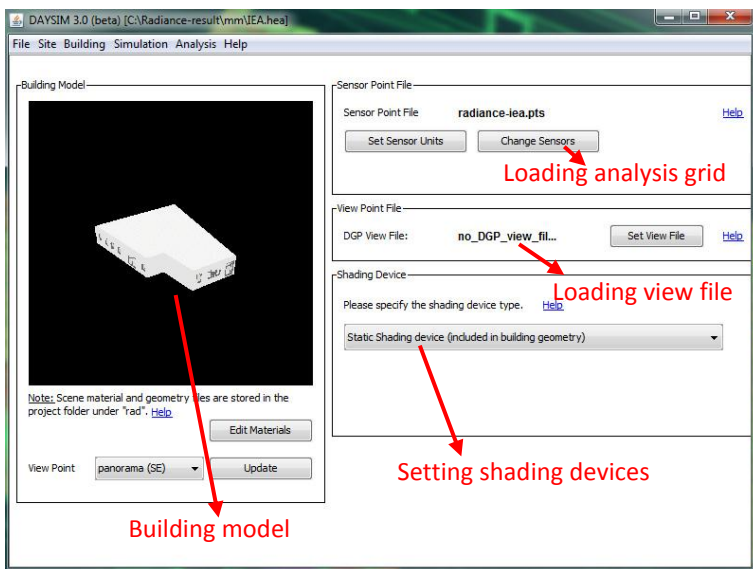 DAYSIM 3.0 (beta) [C:\Radiance-result\mm\IEA.hea]
File Site Building Simulation Analysis Help
Building Model
Note: Scene material and geometry files are stored in the
project folder under "rad". Help
Edit Materials
View Point panorama (SE) Update
Building model
Sensor Point File
Sensor Point File radiance-iea.pts Help
Set Sensor Units Change Sensors
Loading analysis grid
View Point File
DGP View File: no_DGP_view_fil... Set View File Help
Shading Device
Loading view file
Please specify the shading device type. Help
Static Shading device (included in building geometry)
Setting shading devices